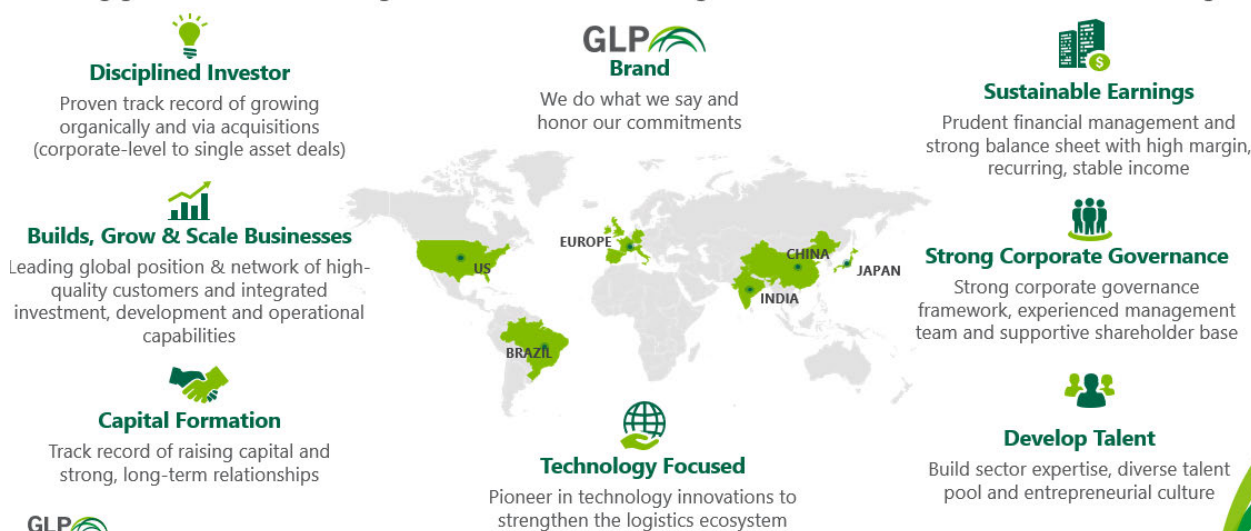 Disciplined Investor
Proven track record of growing
organically and via acquisitions
(corporate-level to single asset deals)
Builds, Grow & Scale Businesses
Leading global position & network of high-
quality customers and integrated
investment, development and operational
capabilities
Capital Formation
Track record of raising capital and
strong, long-term relationships
GLP
Brand
We do what we say and
honor our commitments
US
BRAZIL
EUROPE
CHINA
JAPAN
INDIA
Technology Focused
Pioneer in technology innovations to
strengthen the logistics ecosystem
Sustainable Earnings
Prudent financial management and
strong balance sheet with high margin,
recurring, stable income
Strong Corporate Governance
Strong corporate governance
framework, experienced management
team and supportive shareholder base
Develop Talent
Build sector expertise, diverse talent
pool and entrepreneurial culture
GLP